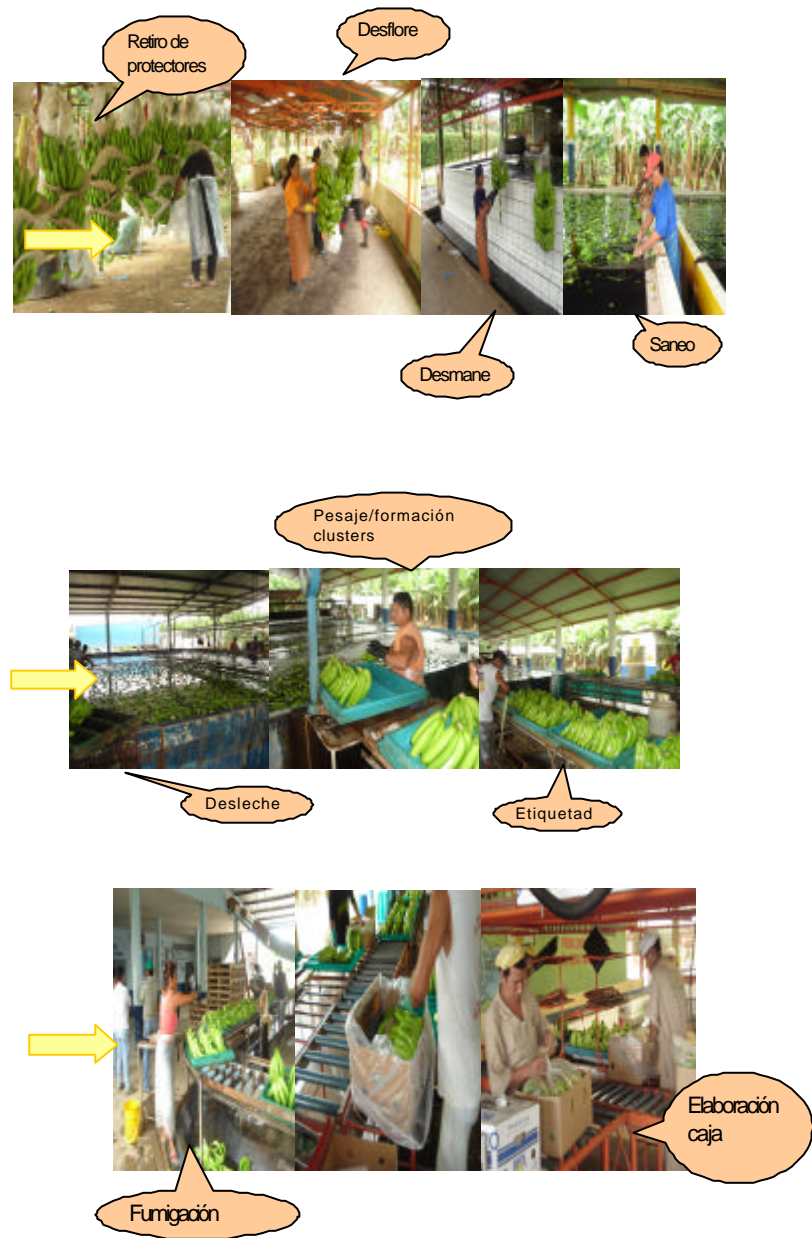 Retiro de
protectores
Desflore
Desmane
Saneo
Pesaje/formación
clusters
Desleche
Etiquetad
Fumigación
Elaboración
caja